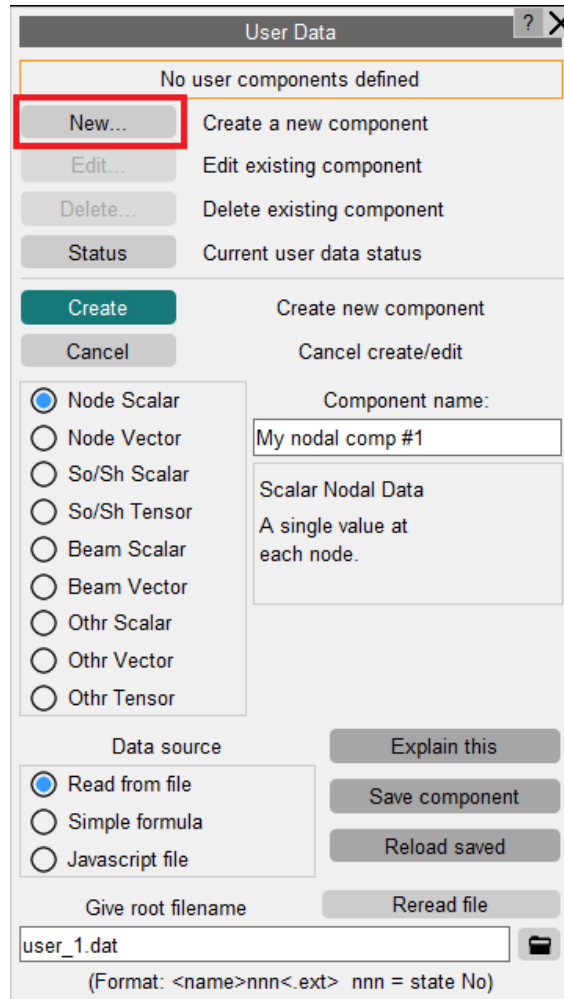 User Data
?
No user components defined
New... Create a new component
Edit... Edit existing component
Delete... Delete existing component
Status Current user data status
Create Create new component
Cancel Cancel create/edit
Node Scalar
Node Vector
So/Sh Scalar
So/Sh Tensor
Beam Scalar
Beam Vector
Othr Scalar
Othr Vector
Othr Tensor
Component name:
My nodal comp #1
Scalar Nodal Data
A single value at
each node.
Data source
Read from file
Simple formula
Javascript file
Explain this
Save component
Reload saved
Give root filename
Reread file
user_1.dat
(Format: <name>nnn<.ext> nnn = state No)